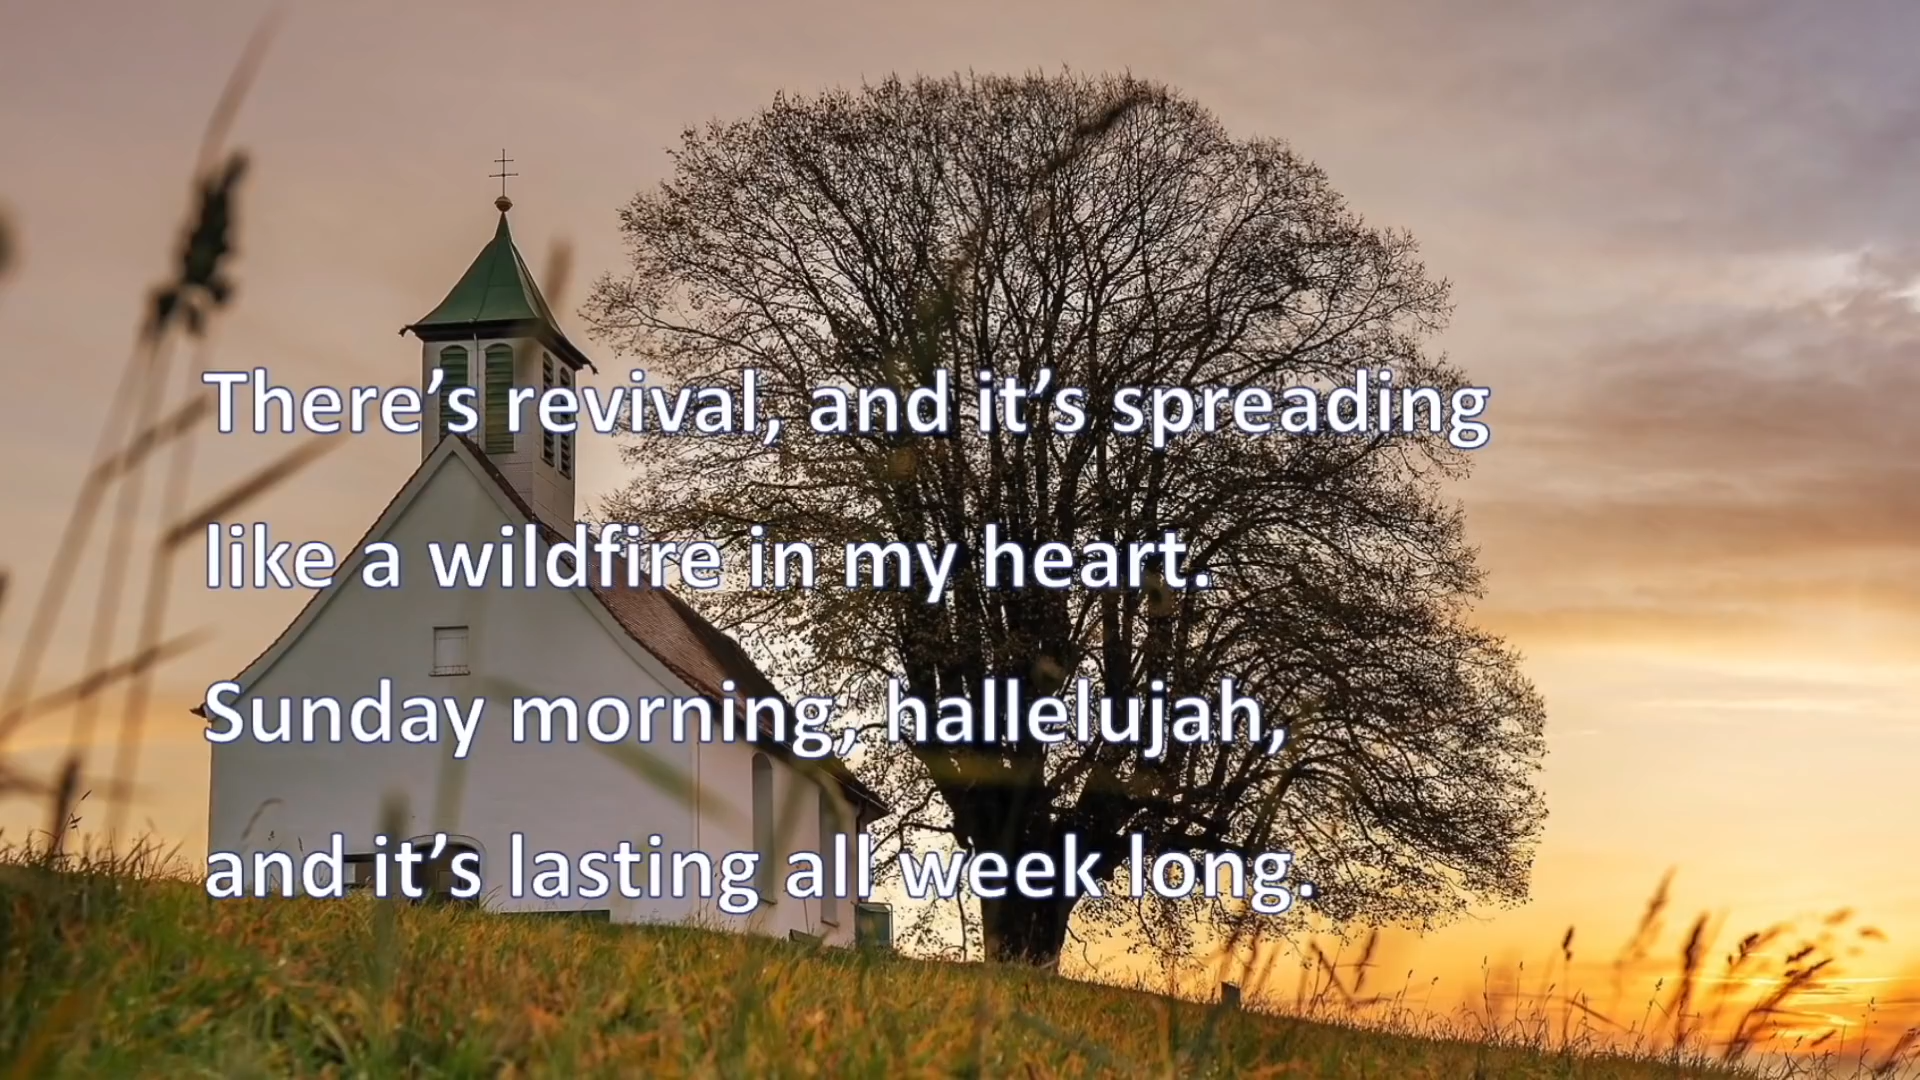 There’s revival, and it’s spreading
like a wildfire in my heart.
Sunday morning, hallelujah,
and it’s lasting all week long.